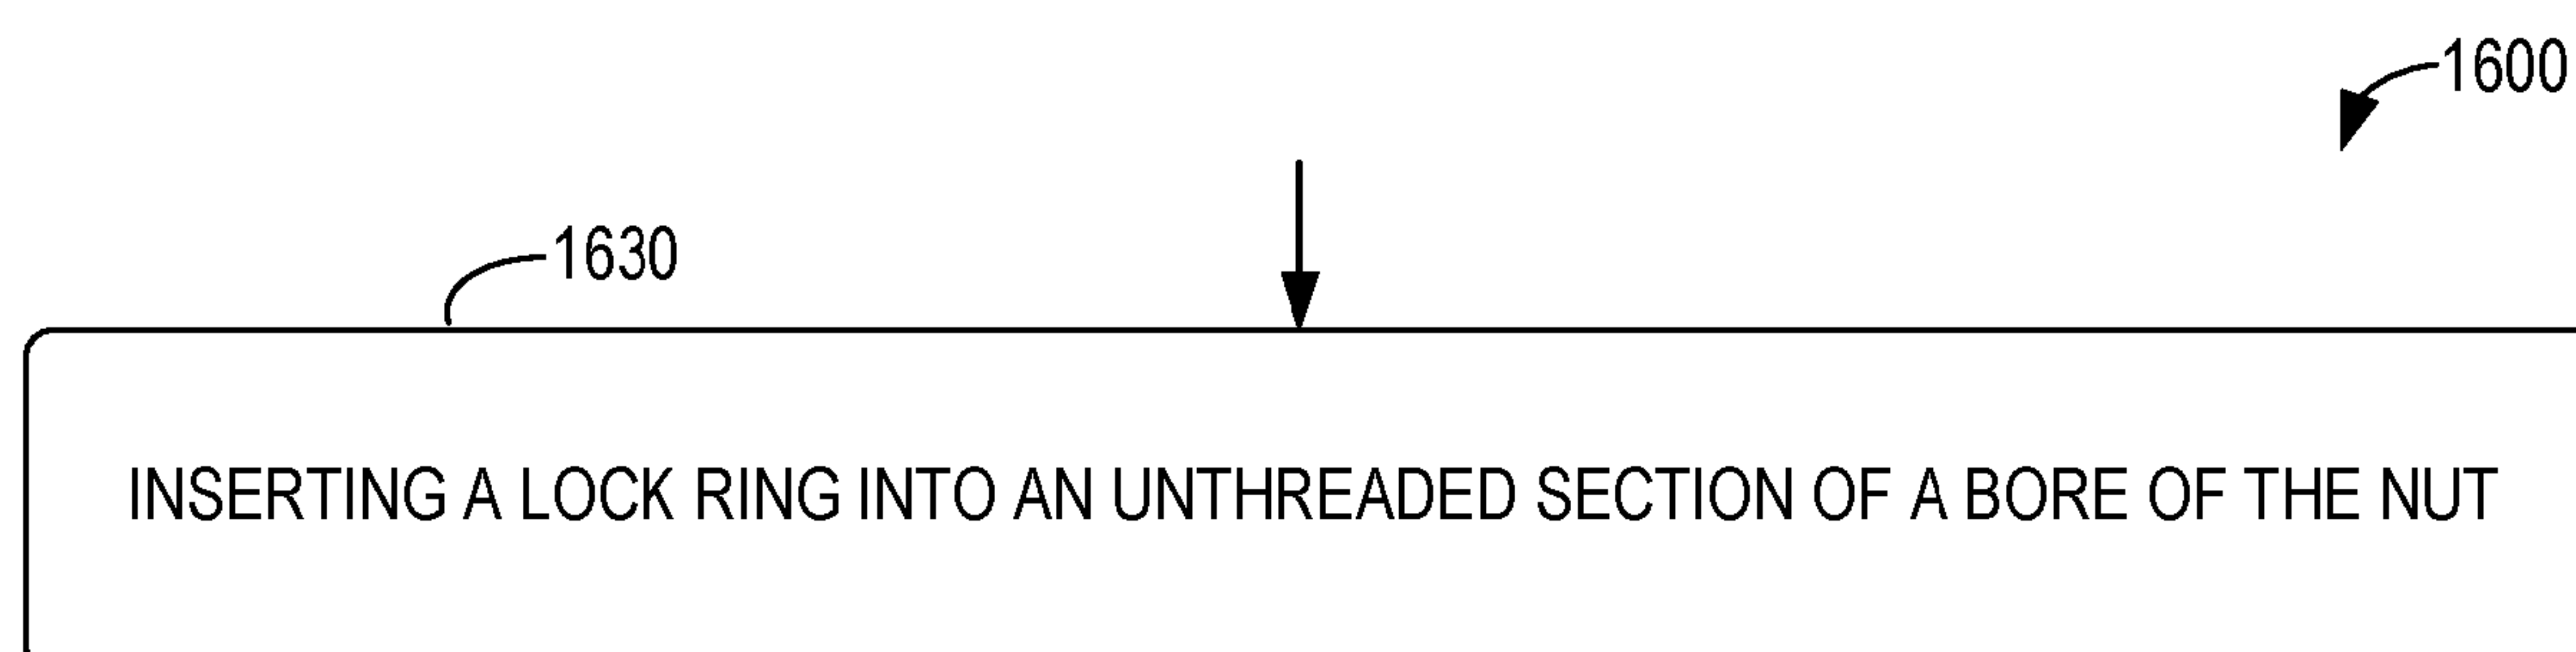 1600
1630
INSERTING A LOCK RING INTO AN UNTHREADED SECTION OF A BORE OF THE NUT